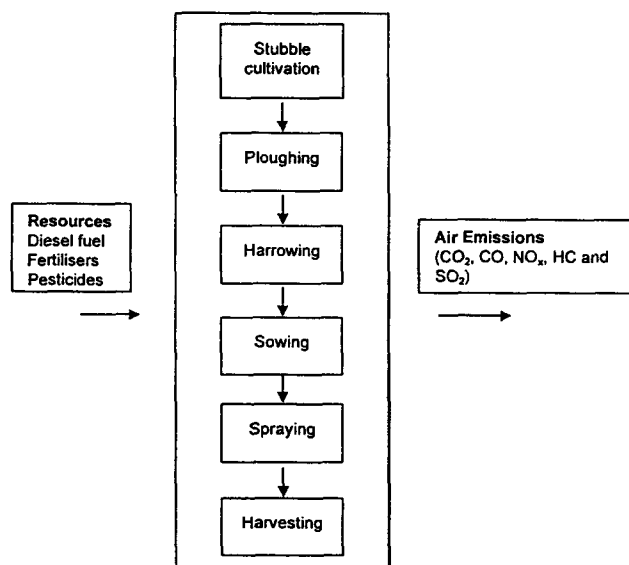 Stubble
cultivation
Ploughing
Harrowing
Sowing
Spraying
Harvesting
Resources
Diesel fuel
Fertilisers
Pesticides
Air Emissions
(CO₂, CO, NOₓ, HC and
SO₂)